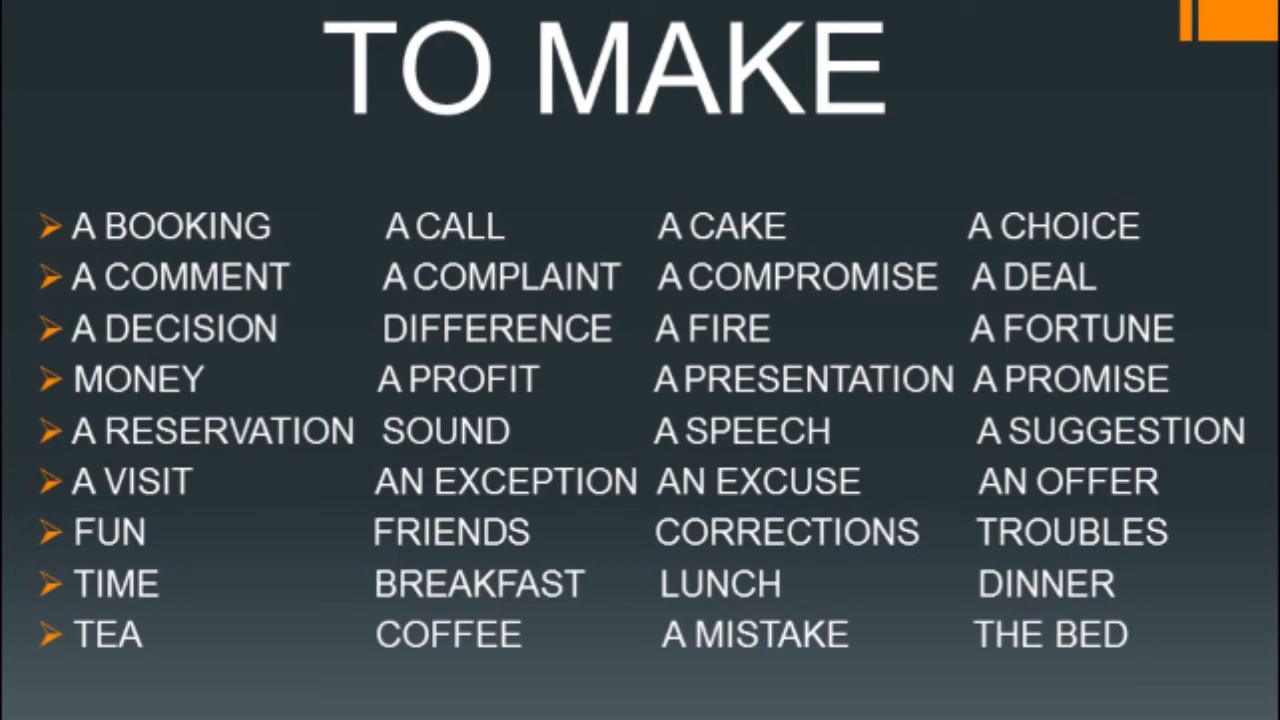 TO MAKE
A BOOKING A CALL A CAKE A CHOICE
A COMMENT A COMPLAINT A COMPROMISE A DEAL
A DECISION DIFFERENCE A FIRE A FORTUNE
MONEY A PROFIT A PRESENTATION A PROMISE
A RESERVATION SOUND A SPEECH A SUGGESTION
A VISIT AN EXCEPTION AN EXCUSE AN OFFER
FUN FRIENDS CORRECTIONS TROUBLES
TIME BREAKFAST LUNCH DINNER
TEA COFFEE A MISTAKE THE BED